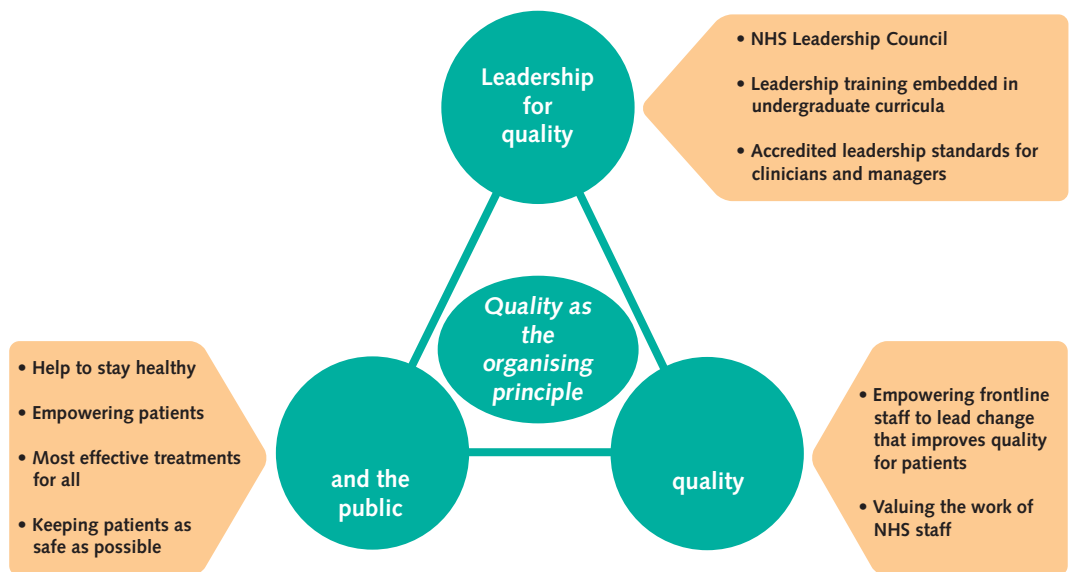 Leadership
for
quality
• NHS Leadership Council
• Leadership training embedded in
undergraduate curricula
• Accredited leadership standards for
clinicians and managers
Quality as
the
organising
principle
• Help to stay healthy
• Empowering patients
• Most effective treatments
for all
• Keeping patients as
safe as possible
and the
public
quality
• Empowering frontline
staff to lead change
that improves quality
for patients
• Valuing the work of
NHS staff